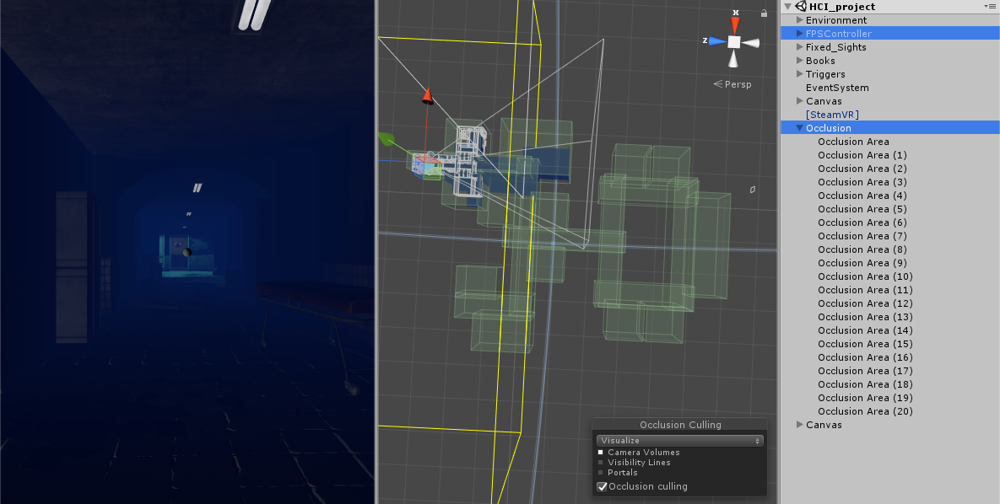 x
z
Persp
Occlusion Culling
Visualize
Camera Volumes
Visibility Lines
Portals
Occlusion culling
HCI_project
Environment
FPSController
Fixed_Sights
Books
Triggers
EventSystem
Canvas
[SteamVR]
Occlusion
Occlusion Area
Occlusion Area (1)
Occlusion Area (2)
Occlusion Area (3)
Occlusion Area (4)
Occlusion Area (5)
Occlusion Area (6)
Occlusion Area (7)
Occlusion Area (8)
Occlusion Area (9)
Occlusion Area (10)
Occlusion Area (11)
Occlusion Area (12)
Occlusion Area (13)
Occlusion Area (14)
Occlusion Area (15)
Occlusion Area (16)
Occlusion Area (17)
Occlusion Area (18)
Occlusion Area (19)
Occlusion Area (20)
Canvas